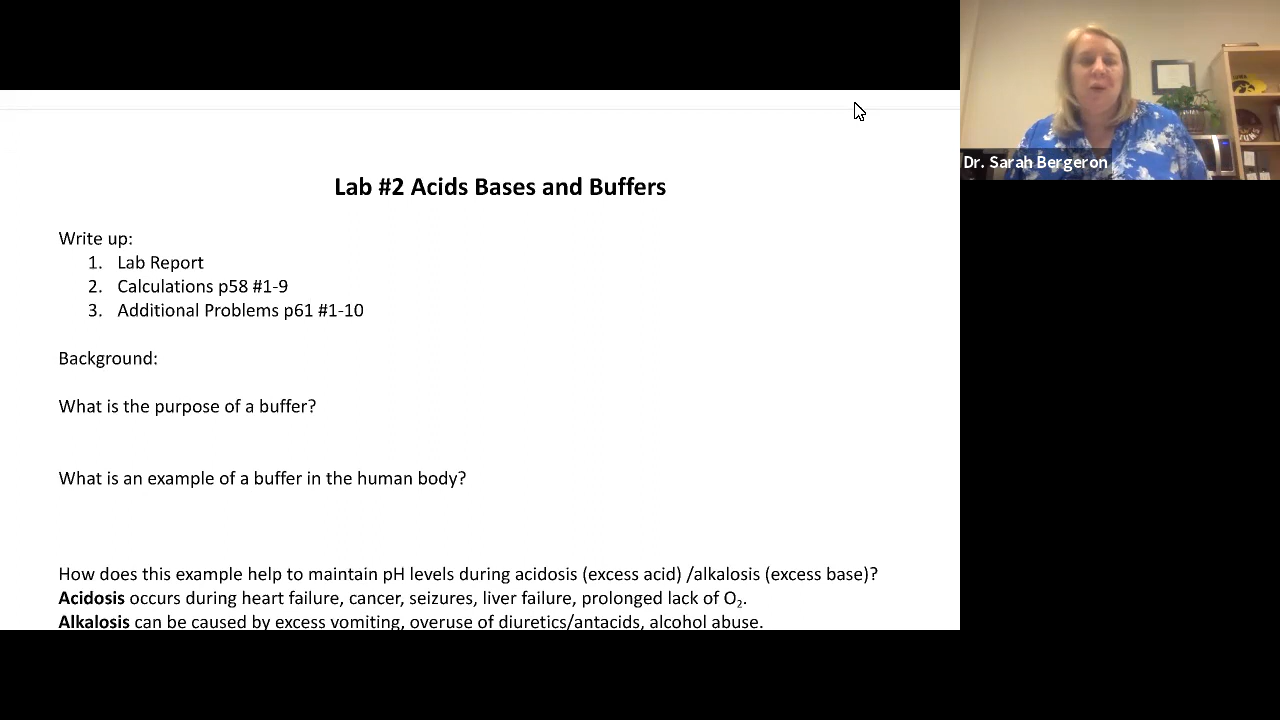 Lab #2 Acids Bases and Buffers
Write up:
1. Lab Report
2. Calculations p58 #1-9
3. Additional Problems p61 #1-10
Background:
What is the purpose of a buffer?
What is an example of a buffer in the human body?
How does this example help to maintain pH levels during acidosis (excess acid) /alkalosis (excess base)?
Acidosis occurs during heart failure, cancer, seizures, liver failure, prolonged lack of O₂.
Alkalosis can be caused by excess vomiting, overuse of diuretics/antacids, alcohol abuse.
Dr. Sarah Bergeron
IOWA